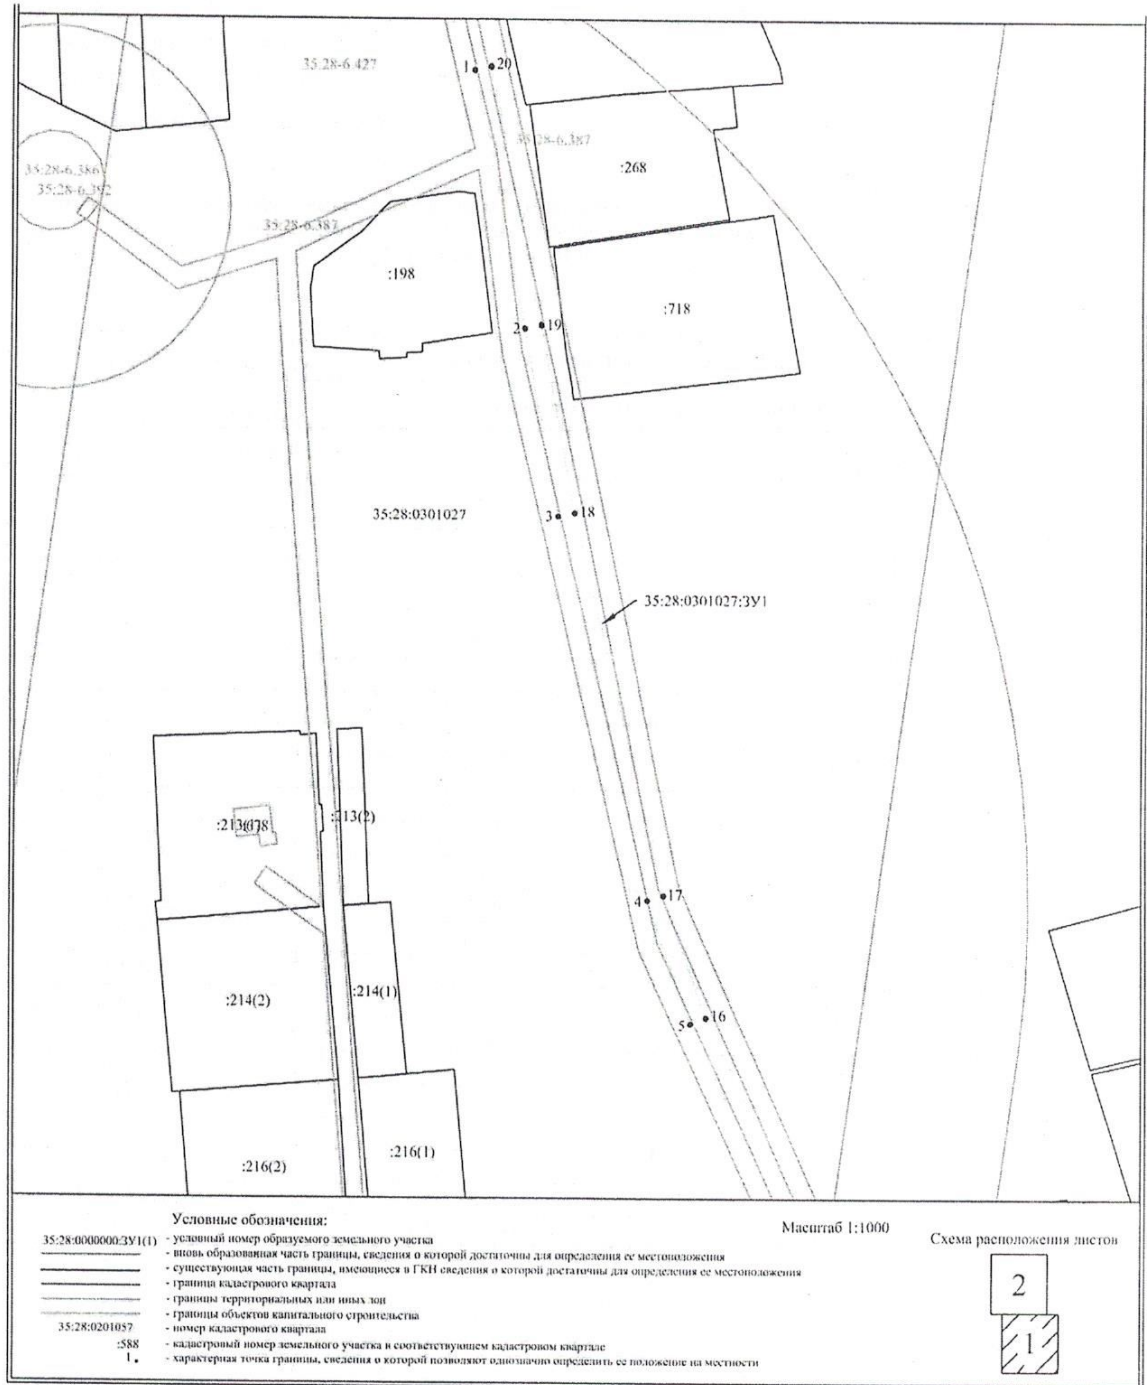 35:28-6.427
1
20
35:28-6.387
:268
35:28-6.386
35:28-6.392
35:28-6.387
:198
:718
2
19
35:28:0301027
3
18
35:28:0301027:ЗУ1
:213(2)
4
17
:214(2)
:214(1)
5
16
:216(2)
:216(1)
Условные обозначения:
Масштаб 1:1000
Схема расположения листов
35:28:0000000:ЗУ1(1) - условный номер образуемого земельного участка
- вновь образованная часть границы, сведения о которой достаточны для определения ее местоположения
- существующая часть границы, имеющиеся в ГКН сведения о которой достаточны для определения ее местоположения
- граница кадастрового квартала
- границы территориальных или иных зон
- границы объектов капитального строительства
35:28:0201057 - номер кадастрового квартала
:588 - кадастровый номер земельного участка в соответствующем кадастровом квартале
1. - характерная точка границы, сведения о которой позволяют однозначно определить ее положение на местности
2
1